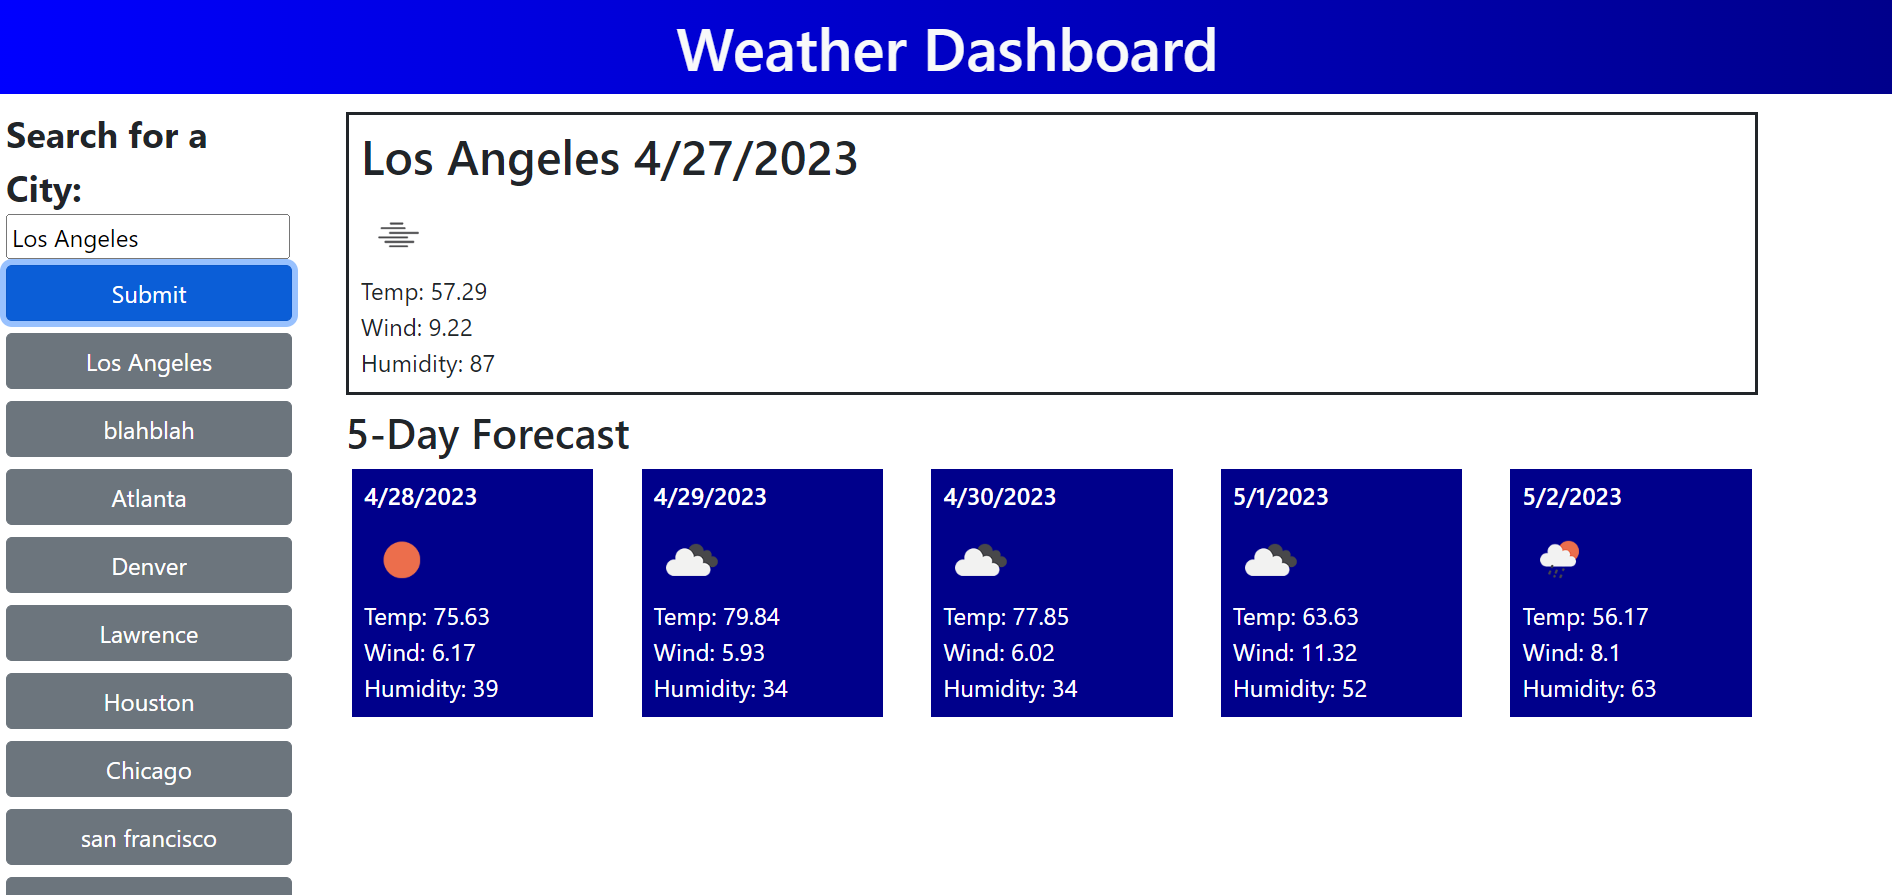 Weather Dashboard
Search for a
City:
Los Angeles
Submit
Los Angeles
blahblah
Atlanta
Denver
Lawrence
Houston
Chicago
san francisco
Los Angeles 4/27/2023
Temp: 57.29
Wind: 9.22
Humidity: 87
5-Day Forecast
4/28/2023
Temp: 75.63
Wind: 6.17
Humidity: 39
4/29/2023
Temp: 79.84
Wind: 5.93
Humidity: 34
4/30/2023
Temp: 77.85
Wind: 6.02
Humidity: 34
5/1/2023
Temp: 63.63
Wind: 11.32
Humidity: 52
5/2/2023
Temp: 56.17
Wind: 8.1
Humidity: 63